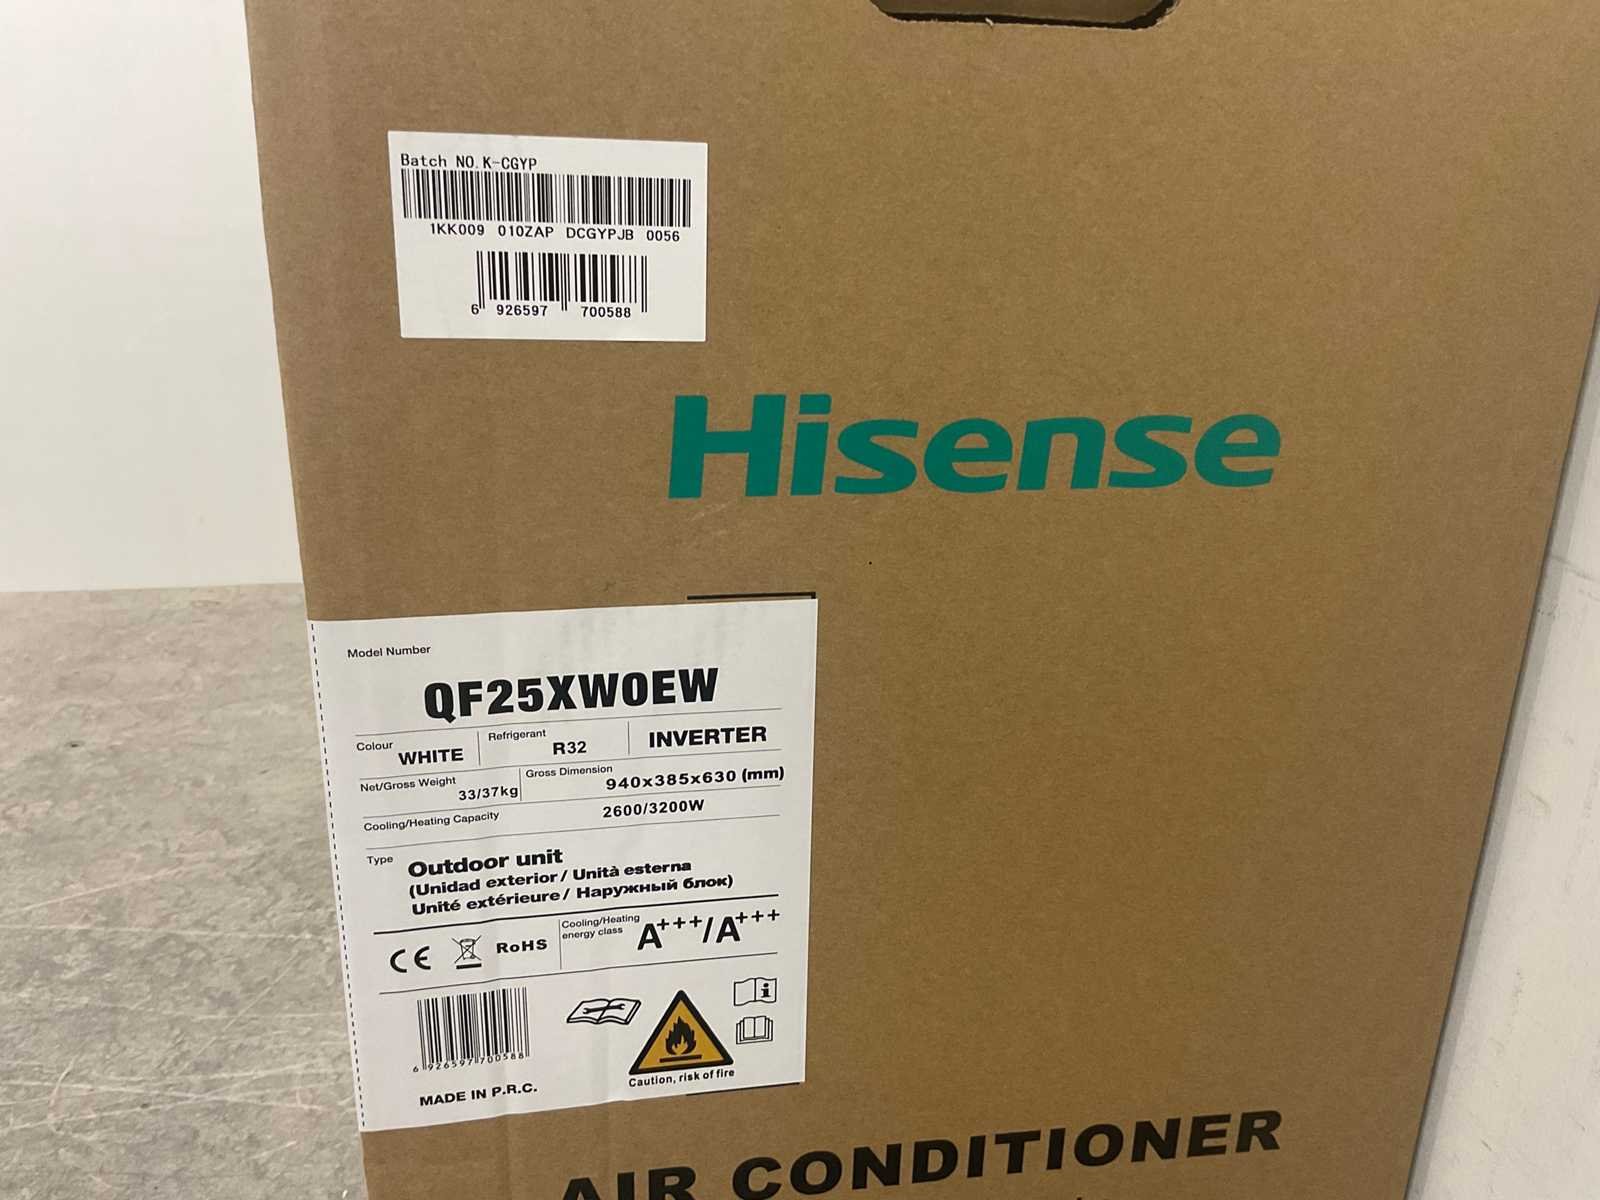 Batch NO. K-CGYP
1KK009 010ZAP DCGYPJB 0056
6 926597 700588
Hisense
Model Number
QF25XW0EW
Colour WHITE Refrigerant R32 INVERTER
Net/Gross Weight 33/37kg Gross Dimension 940x385x630 (mm)
Cooling/Heating Capacity 2600/3200W
Type Outdoor unit
(Unidad exterior / Unità esterna
Unité extérieure / Наружный блок)
CE RoHS Cooling/Heating energy class A+++/A+++
6 926597 700588
Caution, risk of fire
MADE IN P.R.C.
AIR CONDITIONER